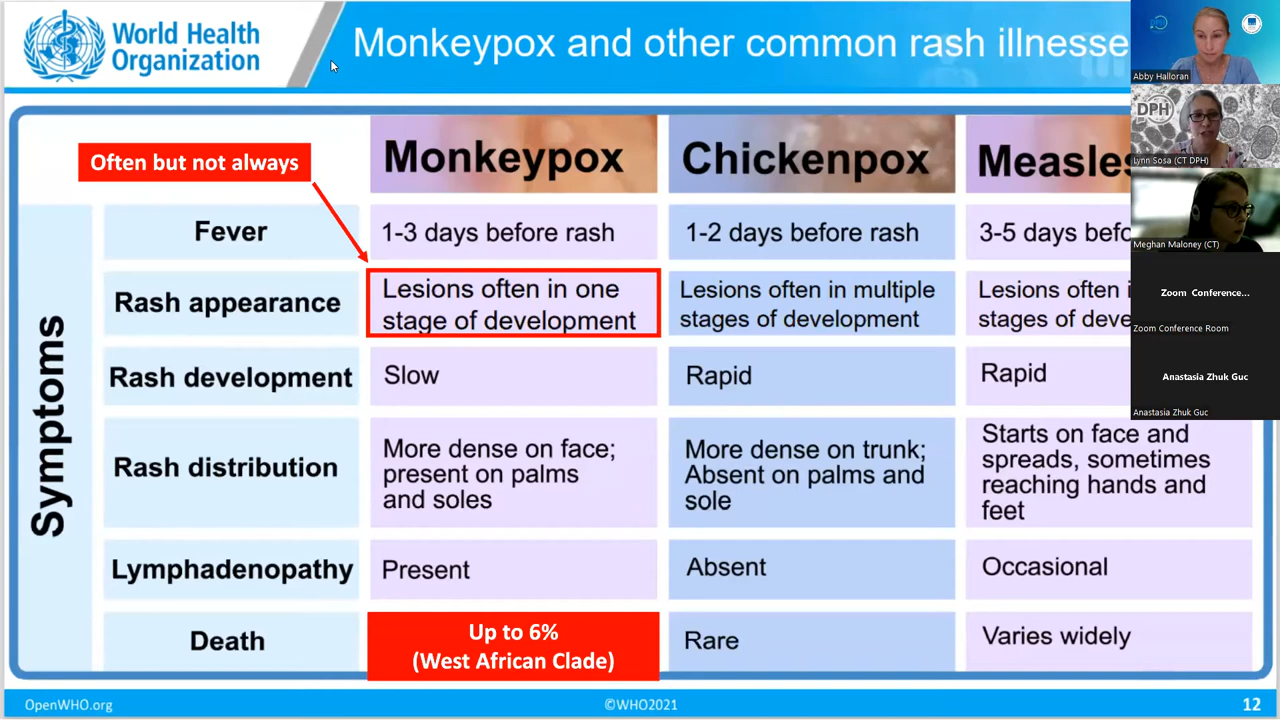 World Health
Organization
Monkeypox and other common rash illnesse
Often but not always
Monkeypox
Chickenpox
Measles
Symptoms
Fever
1-3 days before rash
1-2 days before rash
3-5 days befo
Rash appearance
Lesions often in one
stage of development
Lesions often in multiple
stages of development
Lesions often i
stages of deve
Rash development
Slow
Rapid
Rapid
Rash distribution
More dense on face;
present on palms
and soles
More dense on trunk;
Absent on palms and
sole
Starts on face and
spreads, sometimes
reaching hands and
feet
Lymphadenopathy
Present
Absent
Occasional
Death
Up to 6%
(West African Clade)
Rare
Varies widely
OpenWHO.org
©WHO2021
12
DPH
Abby Halloran
DPH
Lynn Sosa (CT DPH)
Meghan Maloney (CT)
Zoom Conference...
Zoom Conference Room
Anastasia Zhuk Guc
Anastasia Zhuk Guc